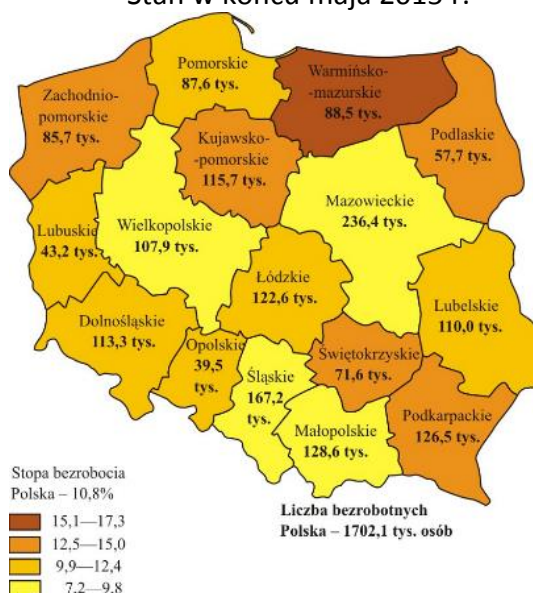 Stan w końcu maja 2015 r.
Pomorskie
87,6 tys.
Warmińsko-
-mazurskie
88,5 tys.
Zachodnio-
pomorskie
85,7 tys.
Podlaskie
57,7 tys.
Kujawsko-
-pomorskie
115,7 tys.
Mazowieckie
236,4 tys.
Wielkopolskie
107,9 tys.
Lubuskie
43,2 tys.
Łódzkie
122,6 tys.
Lubelskie
110,0 tys.
Dolnośląskie
113,3 tys.
Opolskie
39,5
tys.
Śląskie
167,2
tys.
Świętokrzyskie
71,6 tys.
Małopolskie
128,6 tys.
Podkarpackie
126,5 tys.
Stopa bezrobocia
Polska – 10,8%
15,1—17,3
12,5—15,0
9,9—12,4
7,2—9,8
Liczba bezrobotnych
Polska – 1702,1 tys. osób